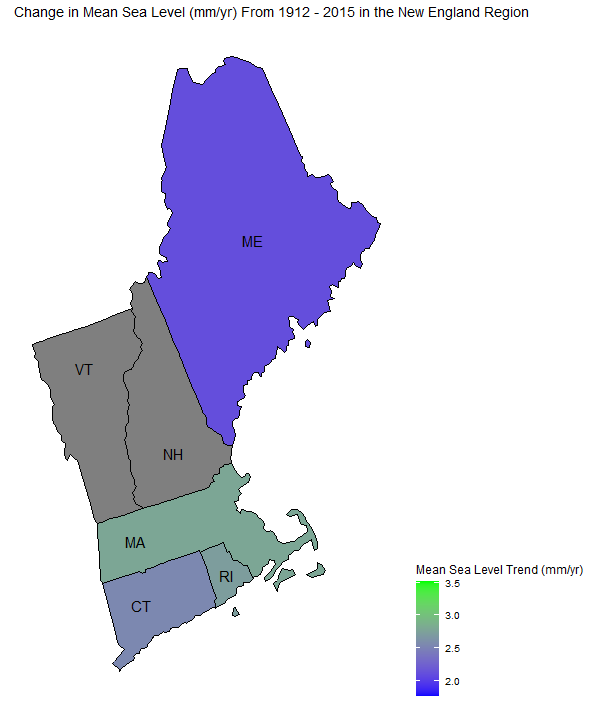 Change in Mean Sea Level (mm/yr) From 1912 - 2015 in the New England Region
ME
VT
NH
MA
RI
CT
Mean Sea Level Trend (mm/yr)
3.5
3.0
2.5
2.0